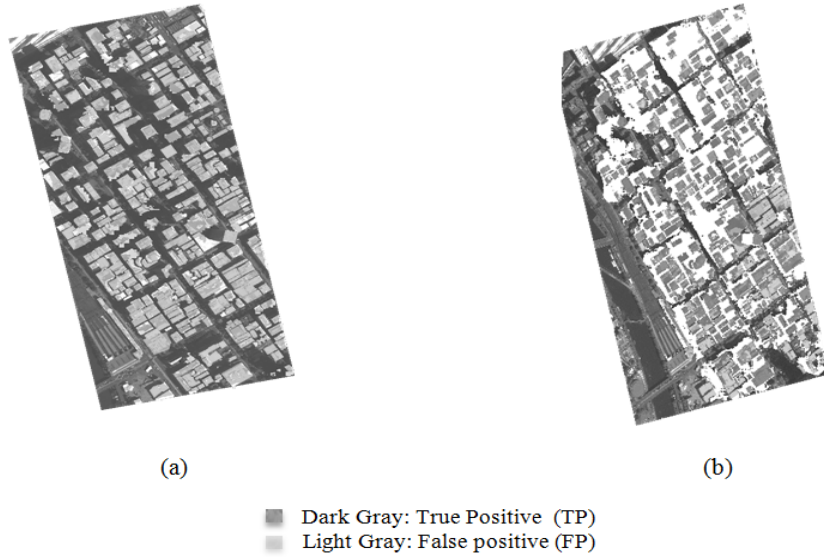 (a)
(b)
Dark Gray: True Positive (TP)
Light Gray: False positive (FP)